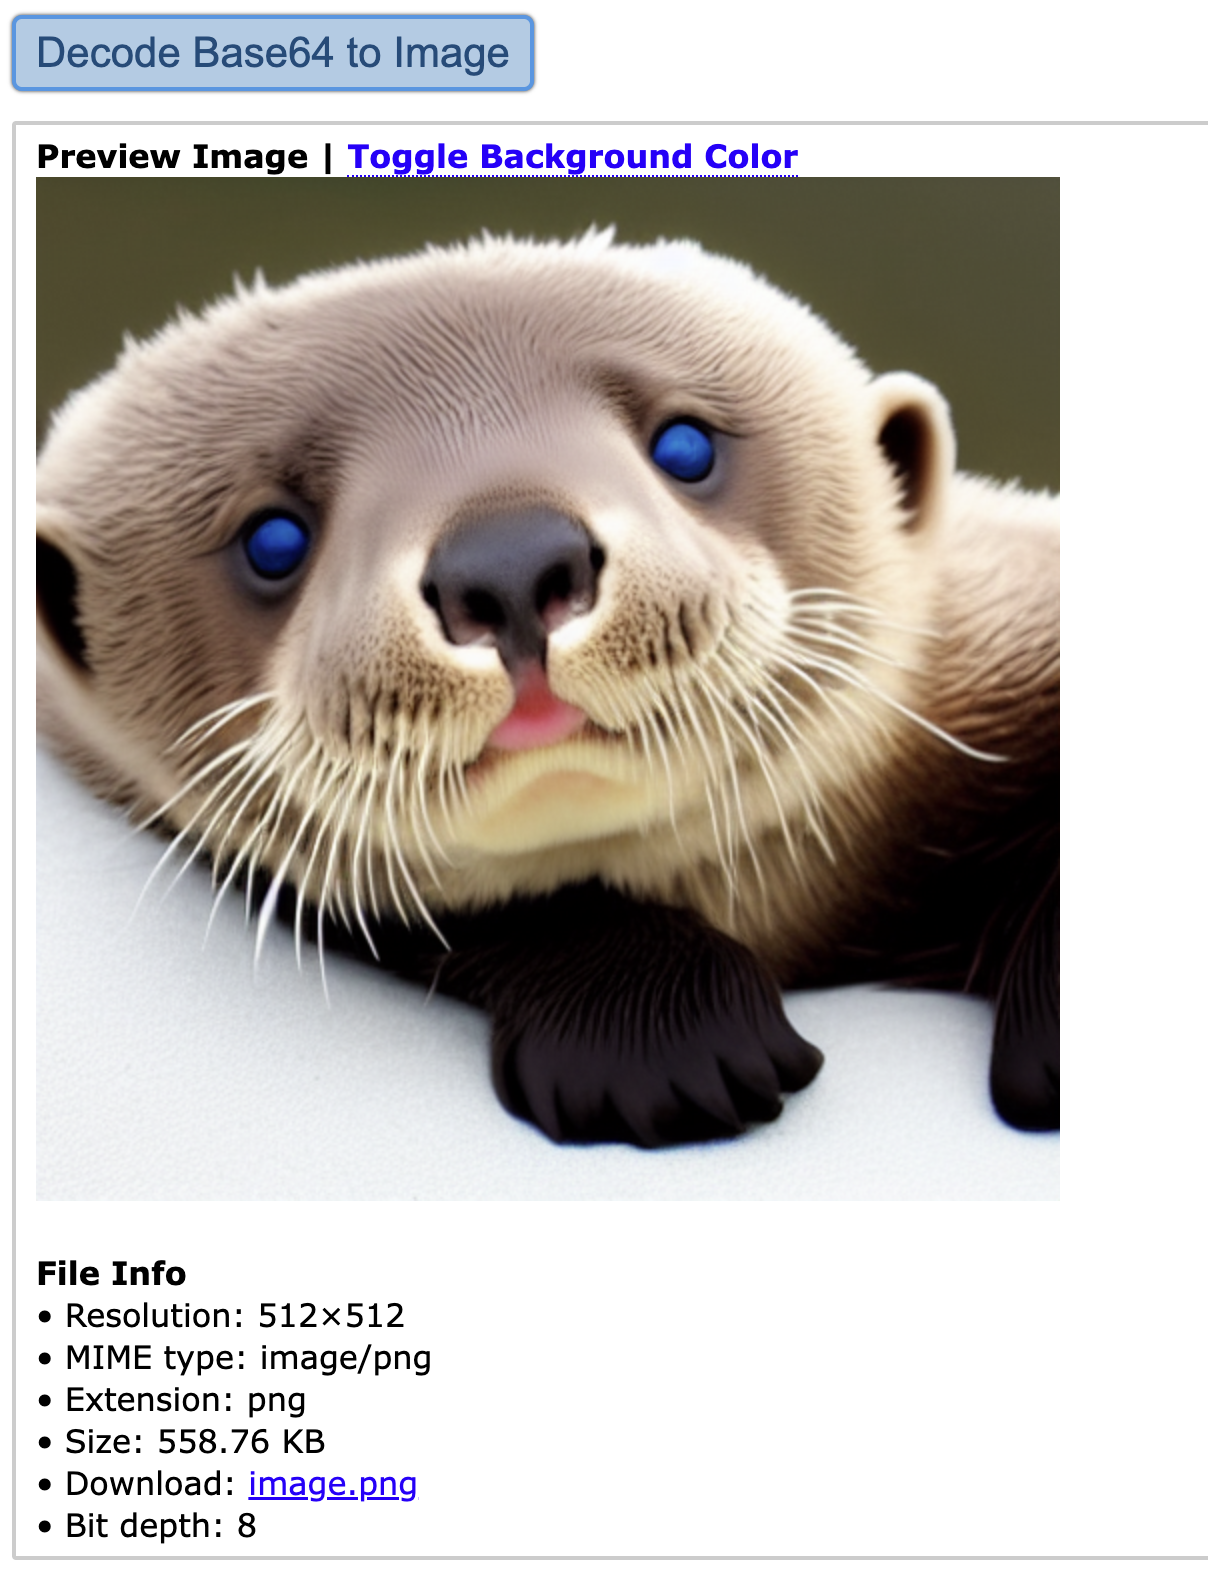 Decode Base64 to Image
Preview Image | Toggle Background Color
File Info
• Resolution: 512×512
• MIME type: image/png
• Extension: png
• Size: 558.76 KB
• Download: image.png
• Bit depth: 8